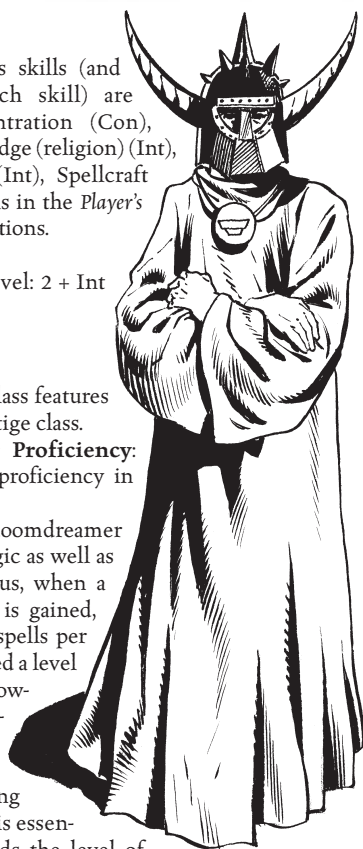 s skills (and
ch skill) are
ntration (Con),
dge (religion) (Int),
(Int), Spellcraft
s in the Player's
tions.
vel: 2 + Int
lass features
tige class.
Proficiency:
proficiency in
oomdreamer
gic as well as
us, when a
is gained,
spells per
ed a level
ow-
-
ng
is essen-
ds the level of